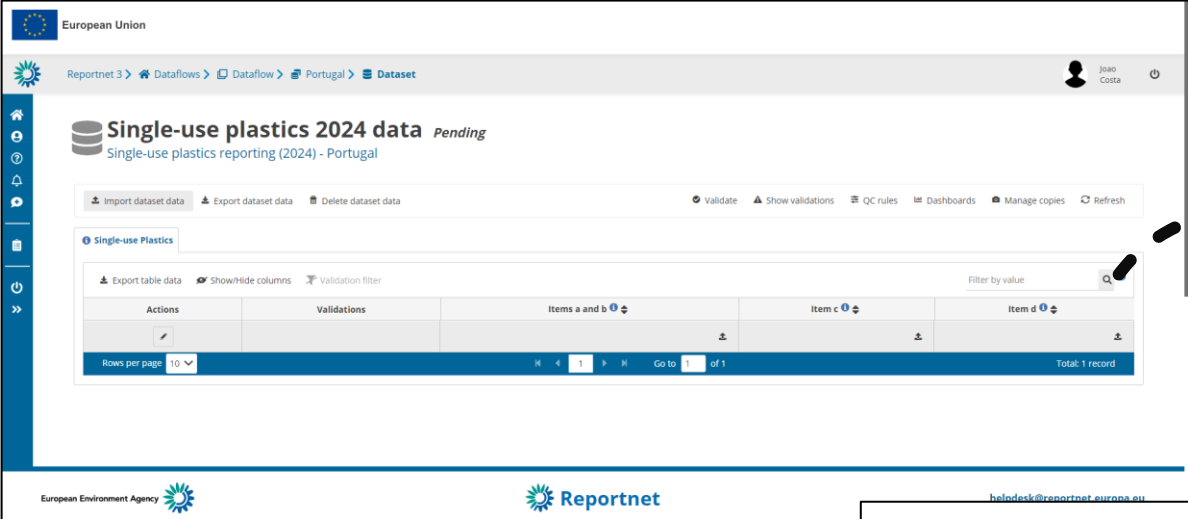 European Union
Reportnet 3 Dataflows Dataflow Portugal Dataset
Joao
Costa
Single-use plastics 2024 data Pending
Single-use plastics reporting (2024) - Portugal
Import dataset data Export dataset data Delete dataset data Validate Show validations QC rules Dashboards Manage copies Refresh
Single-use Plastics
Export table data Show/Hide columns Validation filter Filter by value
Actions Validations Items a and b Item c Item d
Rows per page 10 1 Go to 1 of 1 Total: 1 record
European Environment Agency Reportnet helpdesk@reportnet.europa.eu